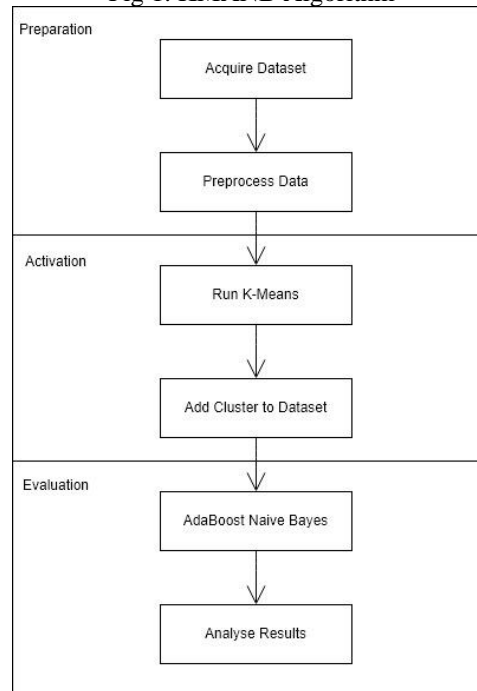 Preparation
Acquire Dataset
Preprocess Data
Activation
Run K-Means
Add Cluster to Dataset
Evaluation
AdaBoost Naive Bayes
Analyse Results